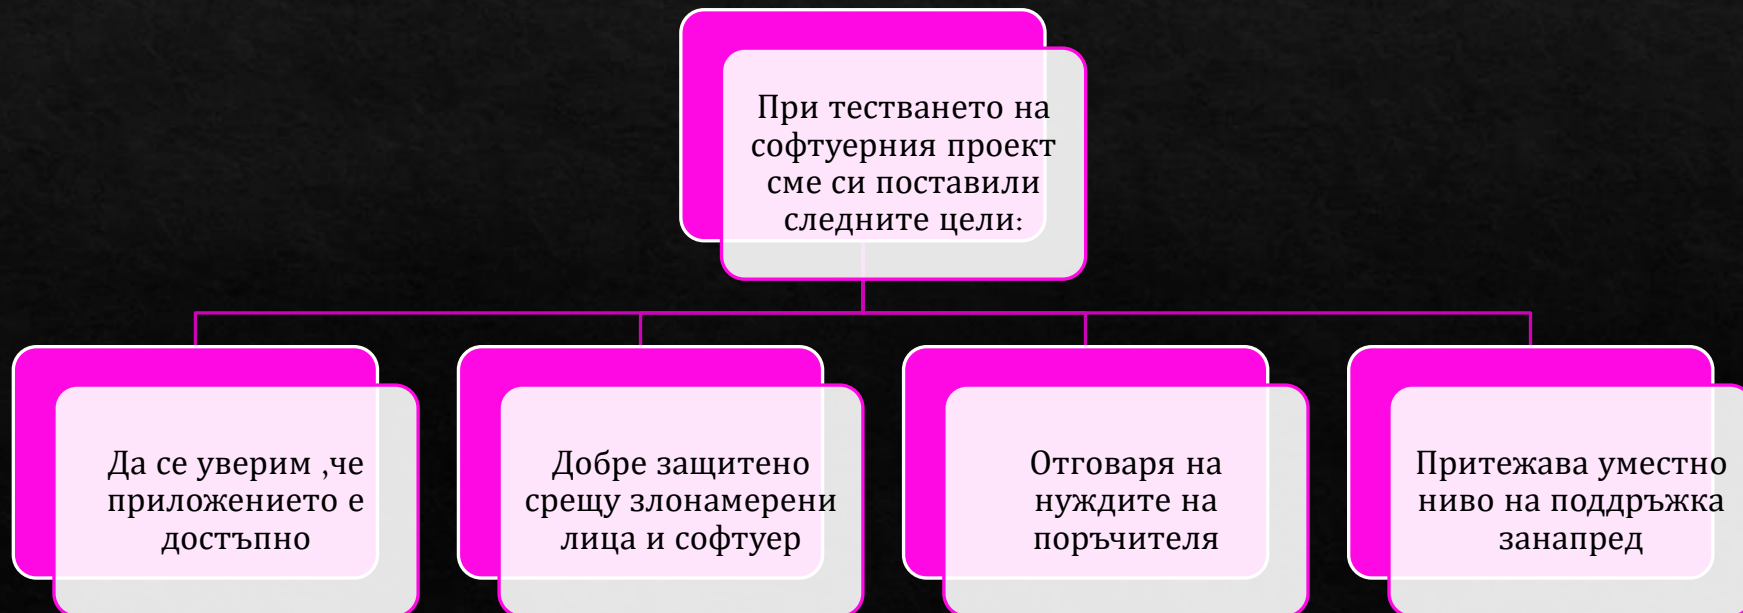 При тестването на
софтуерния проект
сме си поставили
следните цели:
Да се уверим ,че
приложението е
достъпно
Добре защитено
срещу злонамерени
лица и софтуер
Отговаря на
нуждите на
поръчителя
Притежава уместно
ниво на поддръжка
занапред